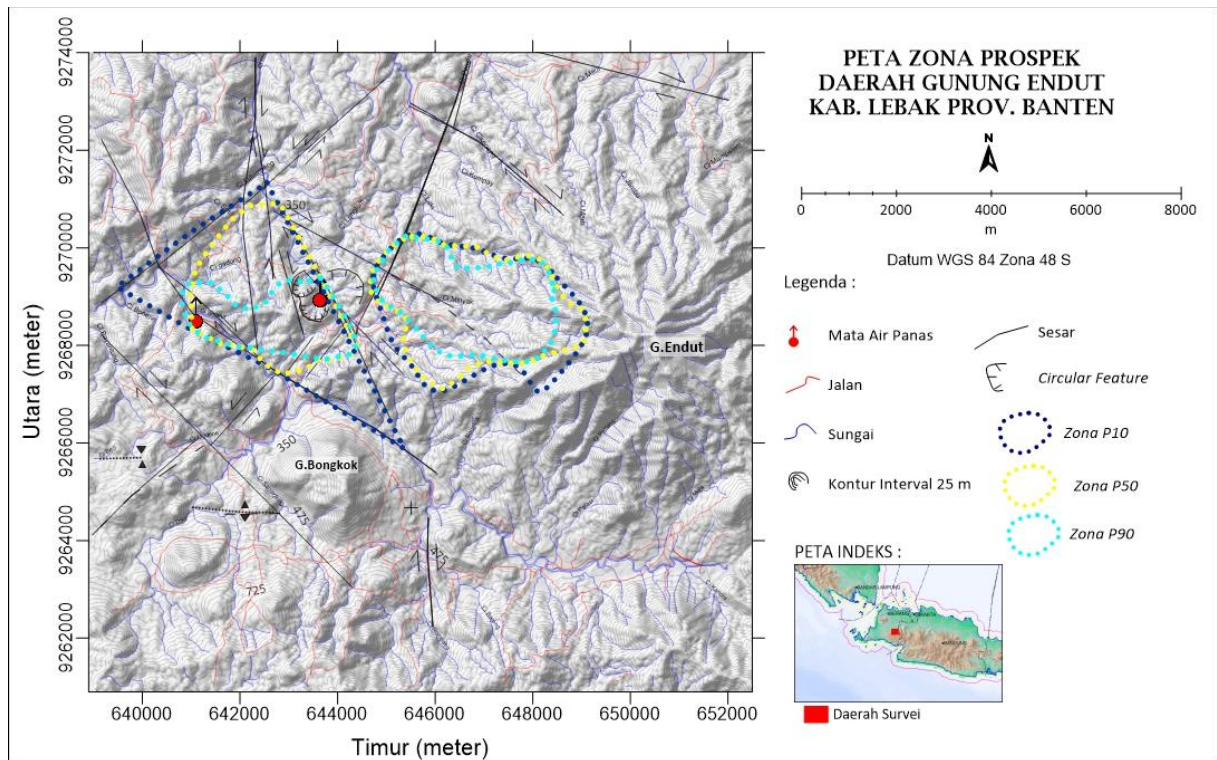 PETA ZONA PROSPEK
DAERAH GUNUNG ENDUT
KAB. LEBAK PROV. BANTEN
N
0 2000 4000 6000 8000
m
Datum WGS 84 Zona 48 S
Legenda :
Mata Air Panas
Sesar
Jalan
Circular Feature
Sungai
Zona P10
Kontur Interval 25 m
Zona P50
Zona P90
PETA INDEKS :
Daerah Survei
Utara (meter)
9274000
9272000
9270000
9268000
9266000
9264000
9262000
640000 642000 644000 646000 648000 650000 652000
Timur (meter)
G.Endut
G.Bongkok
350
350
475
475
725